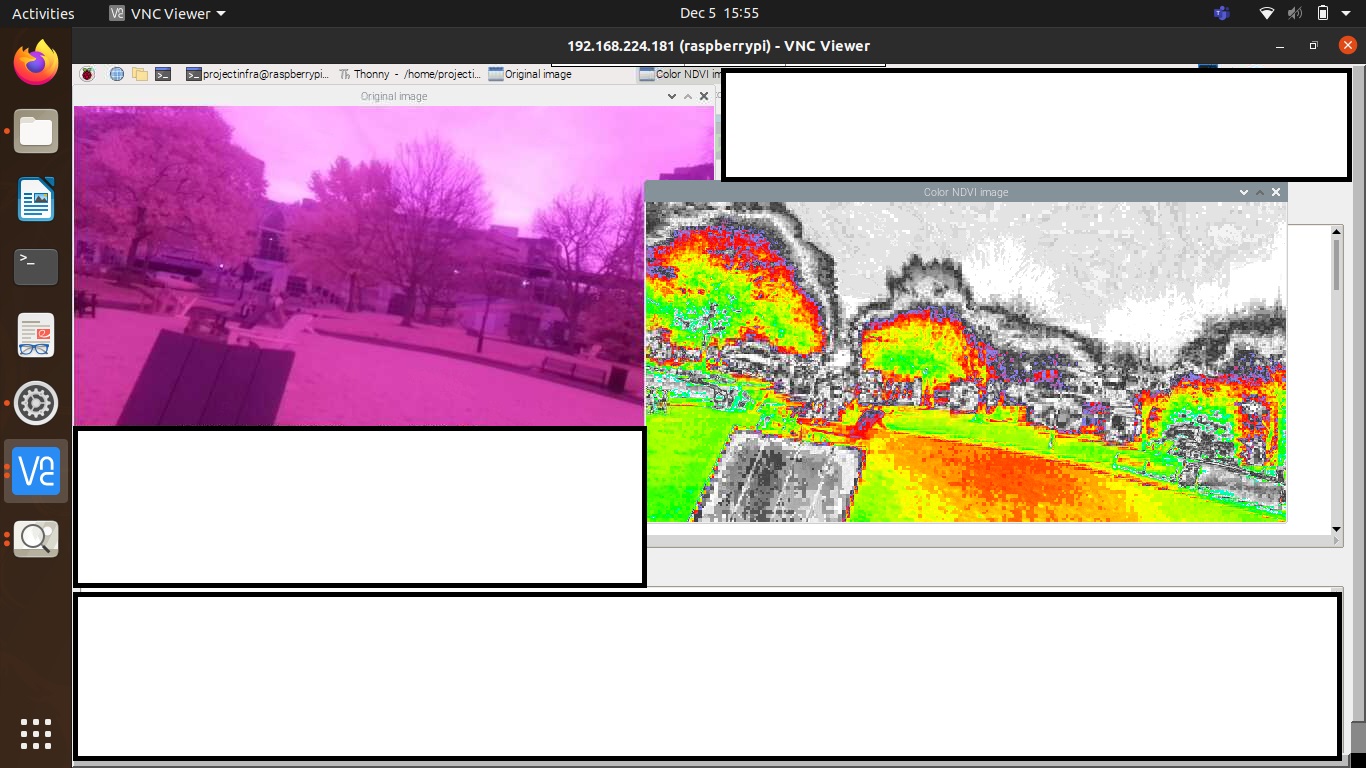 Activities
VNC Viewer
Dec 5 15:55
192.168.224.181 (raspberrypi) - VNC Viewer
projectinfra@raspberrypi...
Thonny - /home/projecti...
Original image
Color NDVI im
Original image
Color NDVI image